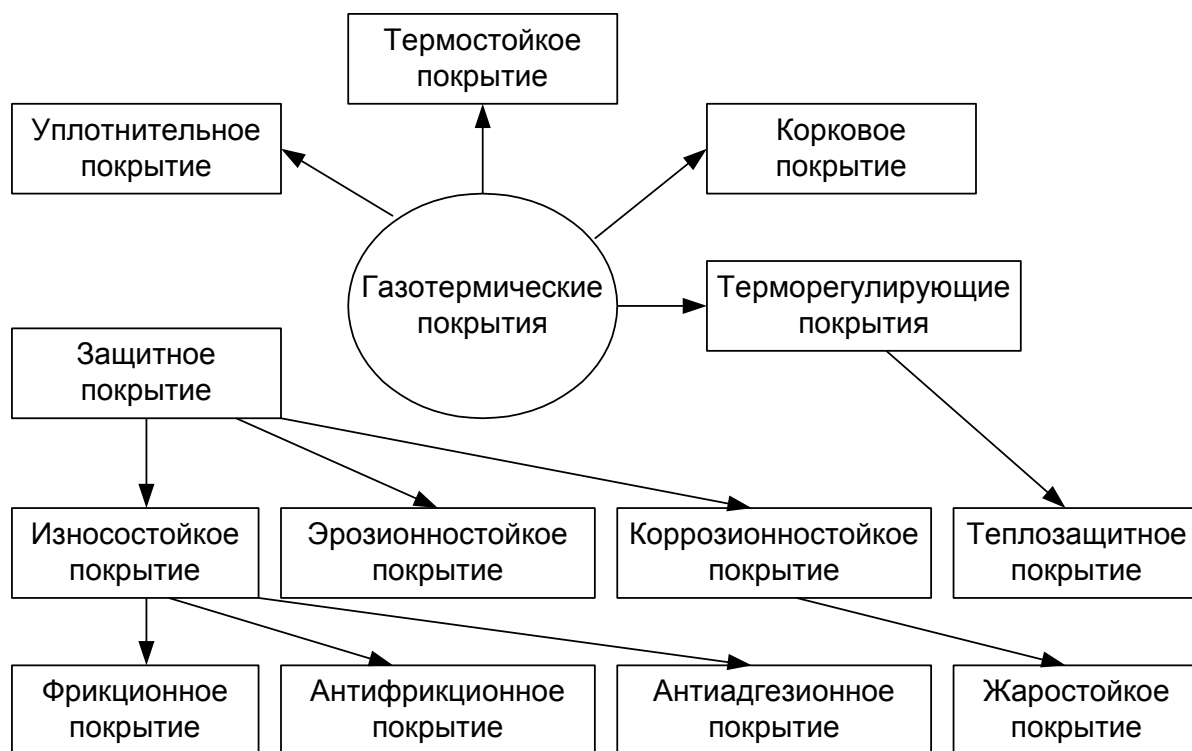 Термостойкое
покрытие
Уплотнительное
покрытие
Корковое
покрытие
Газотермические
покрытия
Терморегулирующие
покрытия
Защитное
покрытие
Износостойкое
покрытие
Эрозионностойкое
покрытие
Коррозионностойкое
покрытие
Теплозащитное
покрытие
Фрикционное
покрытие
Антифрикционное
покрытие
Антиадгезионное
покрытие
Жаростойкое
покрытие